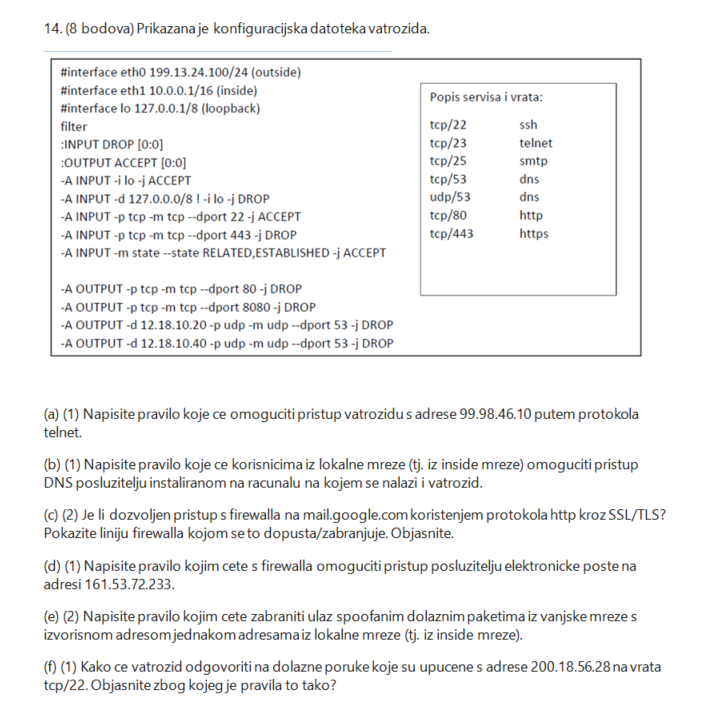 14. (8 bodova) Prikazana je konfiguracijska datoteka vatrozida.
#interface eth0 199.13.24.100/24 (outside)
#interface eth1 10.0.0.1/16 (inside)
#interface lo 127.0.0.1/8 (loopback)
filter
:INPUT DROP [0:0]
:OUTPUT ACCEPT [0:0]
-A INPUT -i lo -j ACCEPT
-A INPUT -d 127.0.0.0/8 ! -i lo -j DROP
-A INPUT -p tcp -m tcp --dport 22 -j ACCEPT
-A INPUT -p tcp -m tcp --dport 443 -j DROP
-A INPUT -m state --state RELATED,ESTABLISHED -j ACCEPT
-A OUTPUT -p tcp -m tcp --dport 80 -j DROP
-A OUTPUT -p tcp -m tcp --dport 8080 -j DROP
-A OUTPUT -d 12.18.10.20 -p udp -m udp --dport 53 -j DROP
-A OUTPUT -d 12.18.10.40 -p udp -m udp --dport 53 -j DROP
Popis servisa i vrata:
tcp/22 ssh
tcp/23 telnet
tcp/25 smtp
tcp/53 dns
udp/53 dns
tcp/80 http
tcp/443 https
(a) (1) Napisite pravilo koje ce omoguciti pristup vatrozidu s adrese 99.98.46.10 putem protokola
telnet.
(b) (1) Napisite pravilo koje ce korisnicima iz lokalne mreze (tj. iz inside mreze) omoguciti pristup
DNS posluzitelju instaliranom na racunalu na kojem se nalazi i vatrozid.
(c) (2) Je li dozvoljen pristup s firewalla na mail.google.com koristenjem protokola http kroz SSL/TLS?
Pokazite liniju firewalla kojom se to dopusta/zabranjuje. Objasnite.
(d) (1) Napisite pravilo kojim cete s firewalla omoguciti pristup posluzitelju elektronicke poste na
adresi 161.53.72.233.
(e) (2) Napisite pravilo kojim cete zabraniti ulaz spoofanim dolaznim paketima iz vanjske mreze s
izvorisnom adresom jednakom adresama iz lokalne mreze (tj. iz inside mreze).
(f) (1) Kako ce vatrozid odgovoriti na dolazne poruke koje su upucene s adrese 200.18.56.28 na vrata
tcp/22. Objasnite zbog kojeg je pravila to tako?